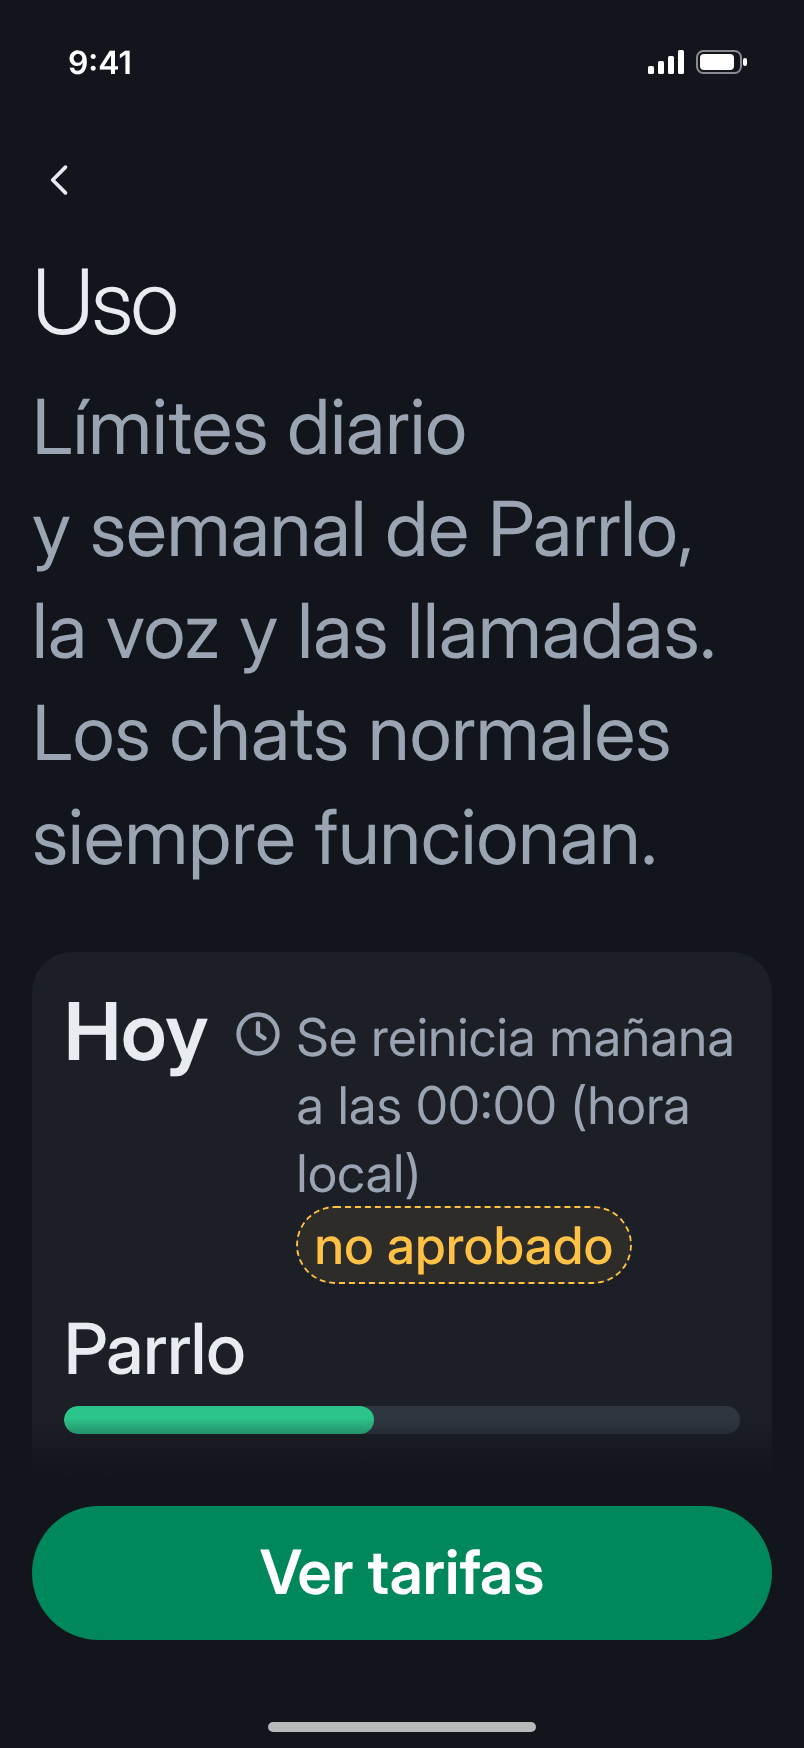 9:41
Uso
Límites diario
y semanal de Parrlo,
la voz y las llamadas.
Los chats normales
siempre funcionan.
Hoy
Se reinicia mañana
a las 00:00 (hora
local)
no aprobado
Parrlo
Ver tarifas